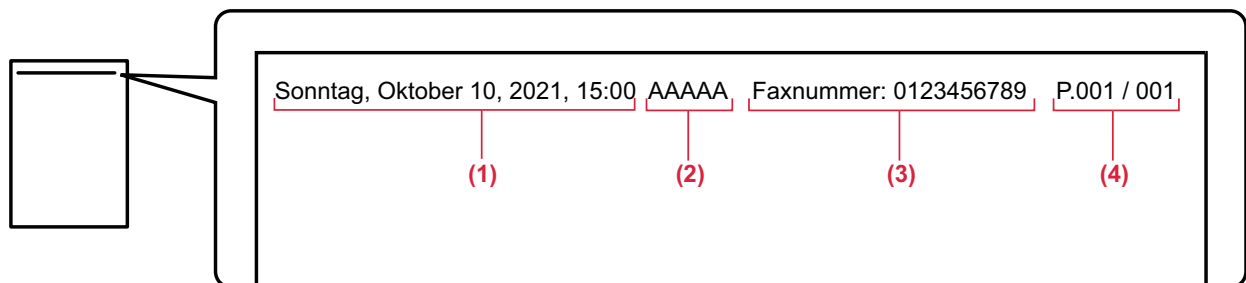 Sonntag, Oktober 10, 2021, 15:00 AAAAA Faxnummer: 0123456789 P.001 / 001
(1) (2) (3) (4)